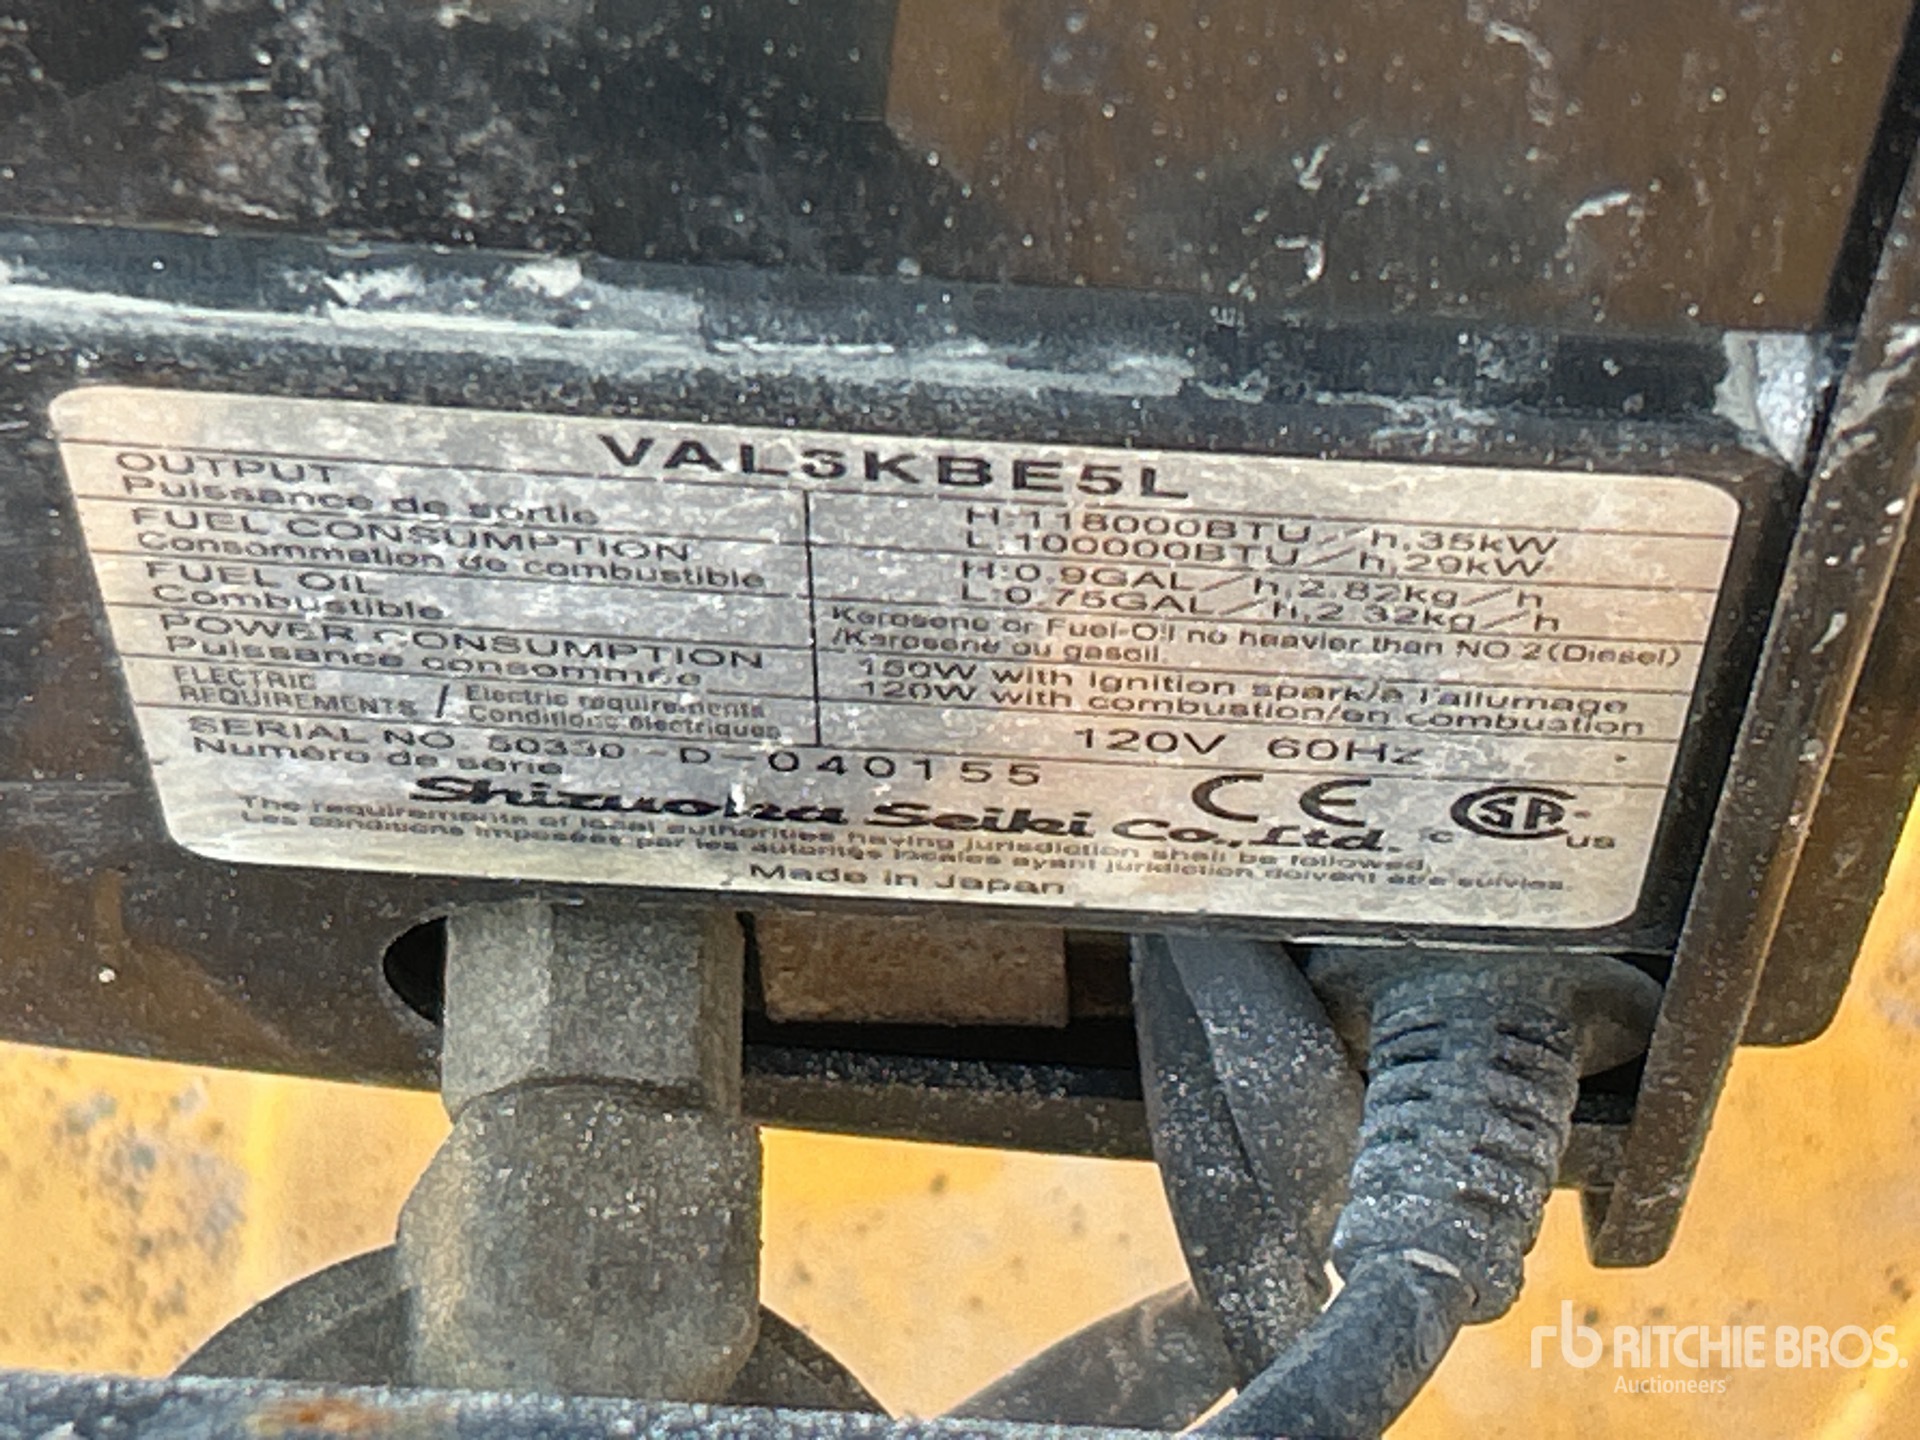 VAL3KBE5L
OUTPUT
Puissance de sortie
H:118000BTU/h,35kW
L:100000BTU/h,29kW
FUEL CONSUMPTION
Consommation de combustible
H:0.9GAL/h,2.82kg/h
L:0.75GAL/h,2.32kg/h
FUEL OIL
Combustible
Kerosene or Fuel-Oil no heavier than NO 2 (Diesel)
/Kerosene ou gasoil.
POWER CONSUMPTION
Puissance consommée
150W with ignition spark/a l'allumage
120W with combustion/en combustion
ELECTRIC
REQUIREMENTS / Electric requirements
Conditions électriques
120V 60Hz
SERIAL NO. 50330-D-040155
Numéro de série
Shizuoka Seiki Co., Ltd.
CE
c SA us
The requirements of local authorities having jurisdiction shall be followed.
Les conditions imposées par les autorités locales ayant juridiction doivent être suivies.
Made in Japan
rb RITCHIE BROS.
Auctioneers